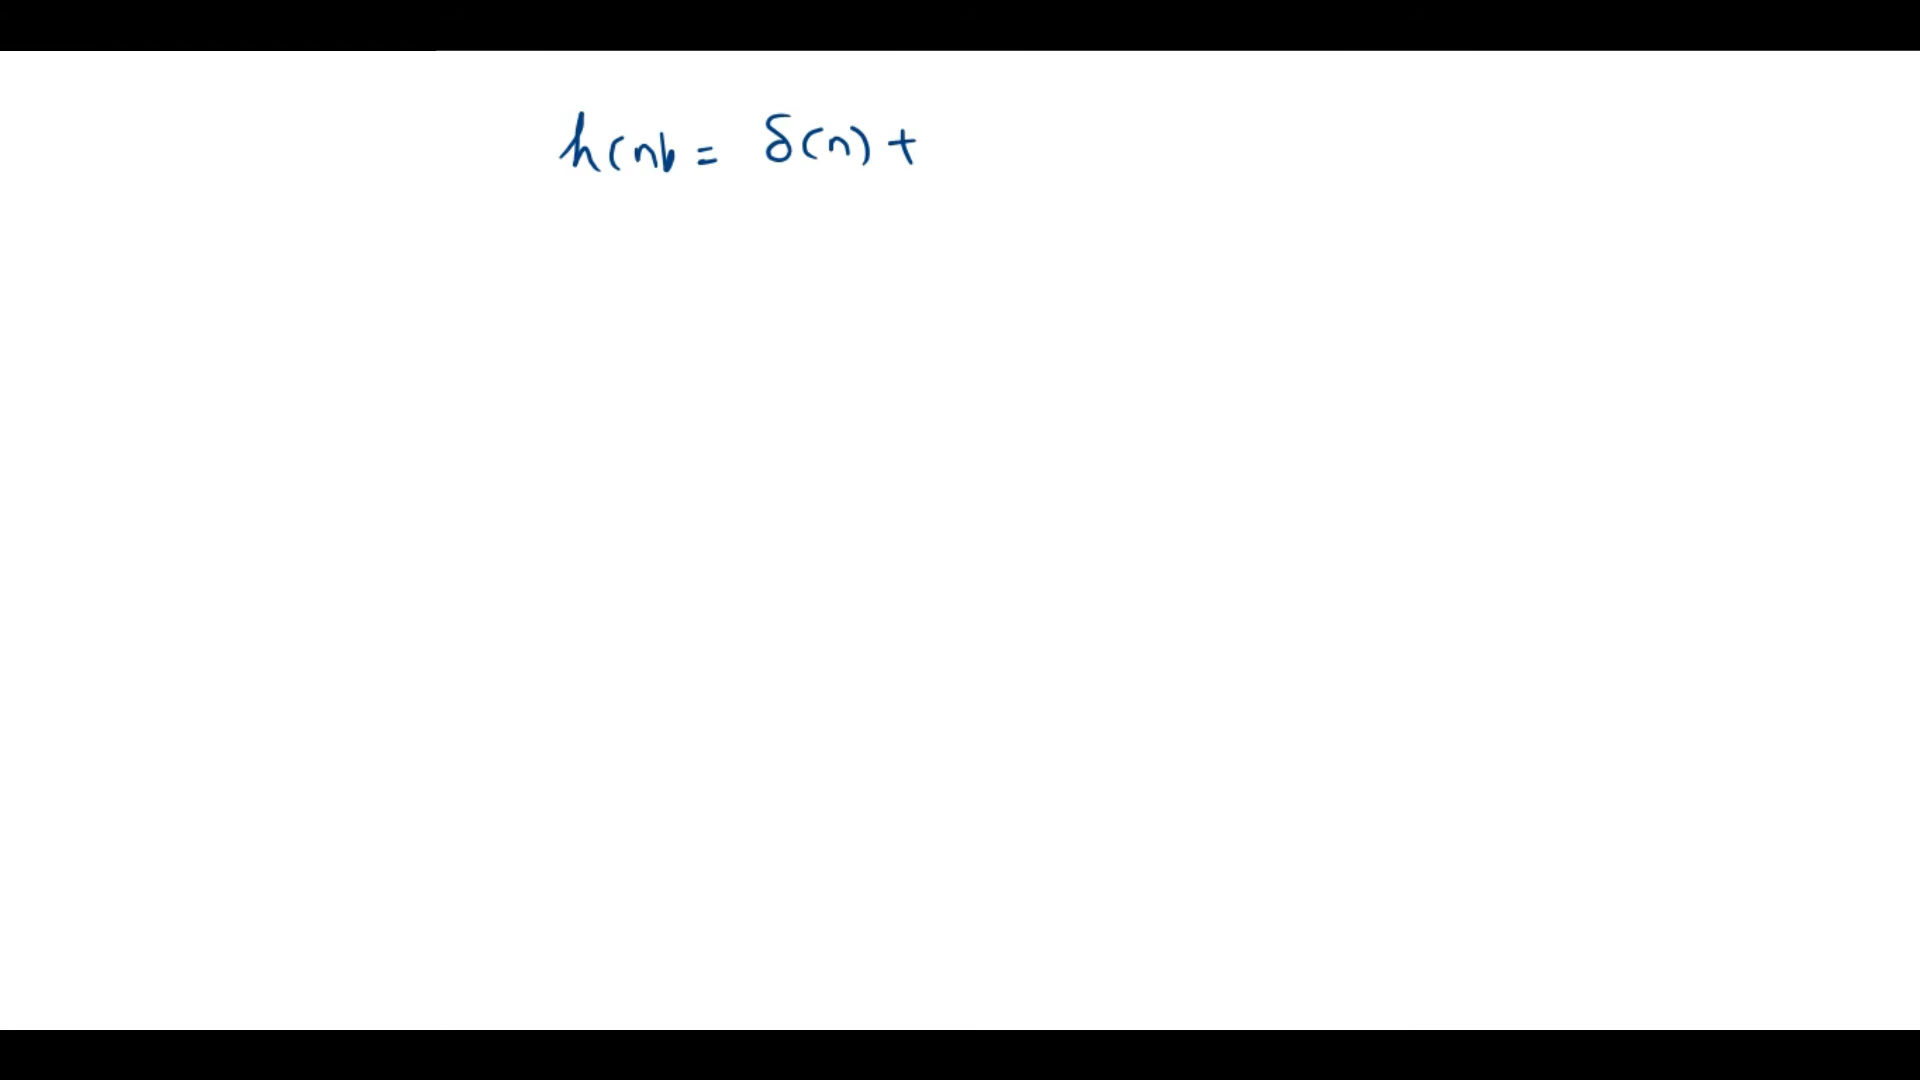 h(n) = δ(n) +